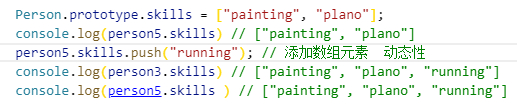 Person.prototype.skills = ["painting", "plano"];
console.log(person5.skills) // ["painting", "plano"]
person5.skills.push("running"); // 添加数组元素  动态性
console.log(person3.skills) // ["painting", "plano", "running"]
console.log(person5.skills ) // ["painting", "plano", "running"]